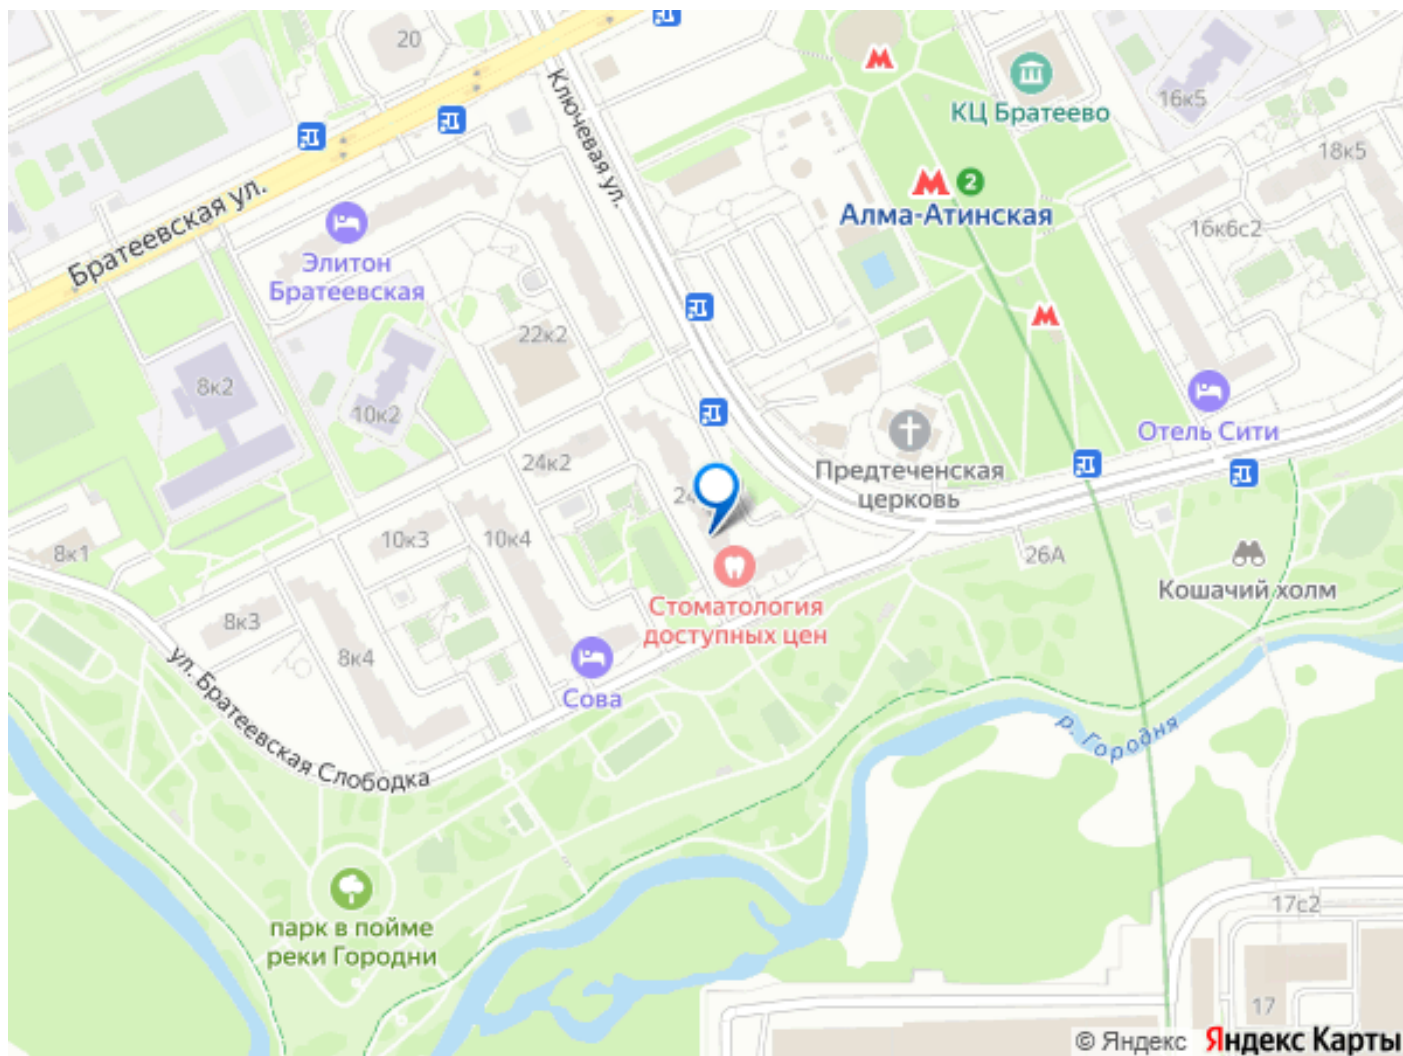 20
Ключевая ул.
КЦ Братеево
16к5
18к5
2
Алма-Атинская
16к6с2
Братеевская ул.
Элитон
Братеевская
22к2
8к2
10к2
24к2
Отель Сити
Предтеченская
церковь
8к1
10к3
10к4
26А
Кошачий холм
Стоматология
доступных цен
8к3
8к4
Сова
ул. Братеевская Слободка
р. Городня
парк в пойме
реки Городни
17с2
17
© Яндекс Яндекс Карты